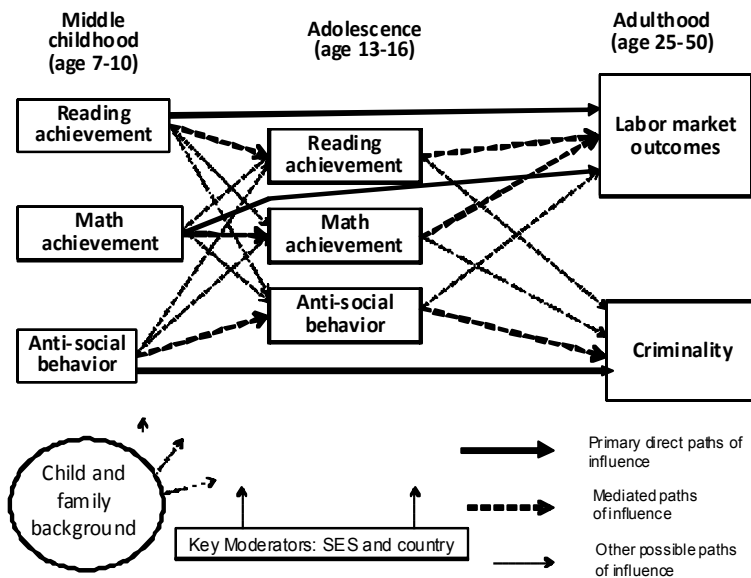 Middle
childhood
(age 7-10)
Adolescence
(age 13-16)
Adulthood
(age 25-50)
Reading
achievement
Math
achievement
Anti-social
behavior
Reading
achievement
Math
achievement
Anti-social
behavior
Labor market
outcomes
Criminality
Child and
family
background
Key Moderators: SES and country
Primary direct paths of
influence
Mediated paths
of influence
Other possible paths
of influence